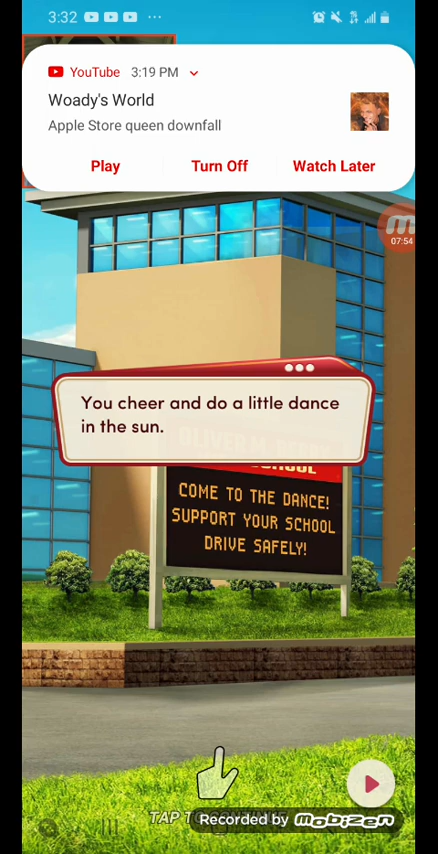 3:32
YouTube 3:19 PM
Woady's World
Apple Store queen downfall
Play Turn Off Watch Later
07:54
You cheer and do a little dance
in the sun.
COME TO THE DANCE!
SUPPORT YOUR SCHOOL
DRIVE SAFELY!
TAP
Recorded by mobizen